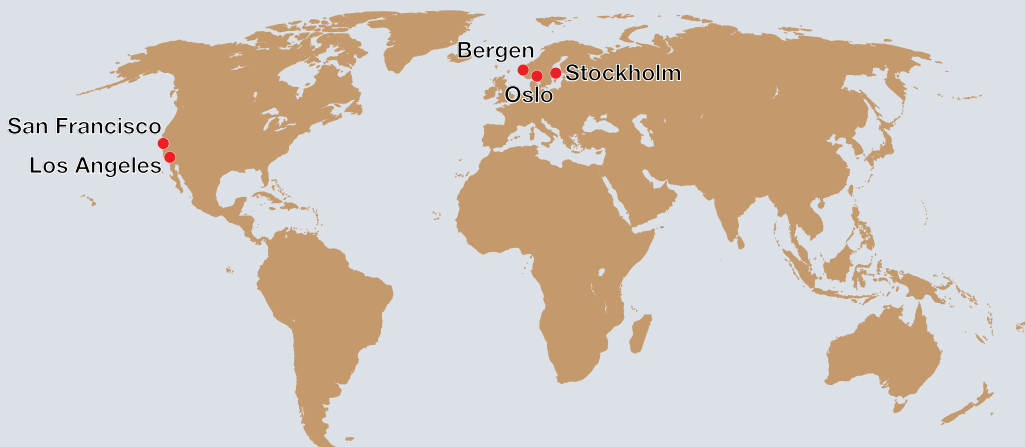 Bergen
Stockholm
Oslo
San Francisco
Los Angeles